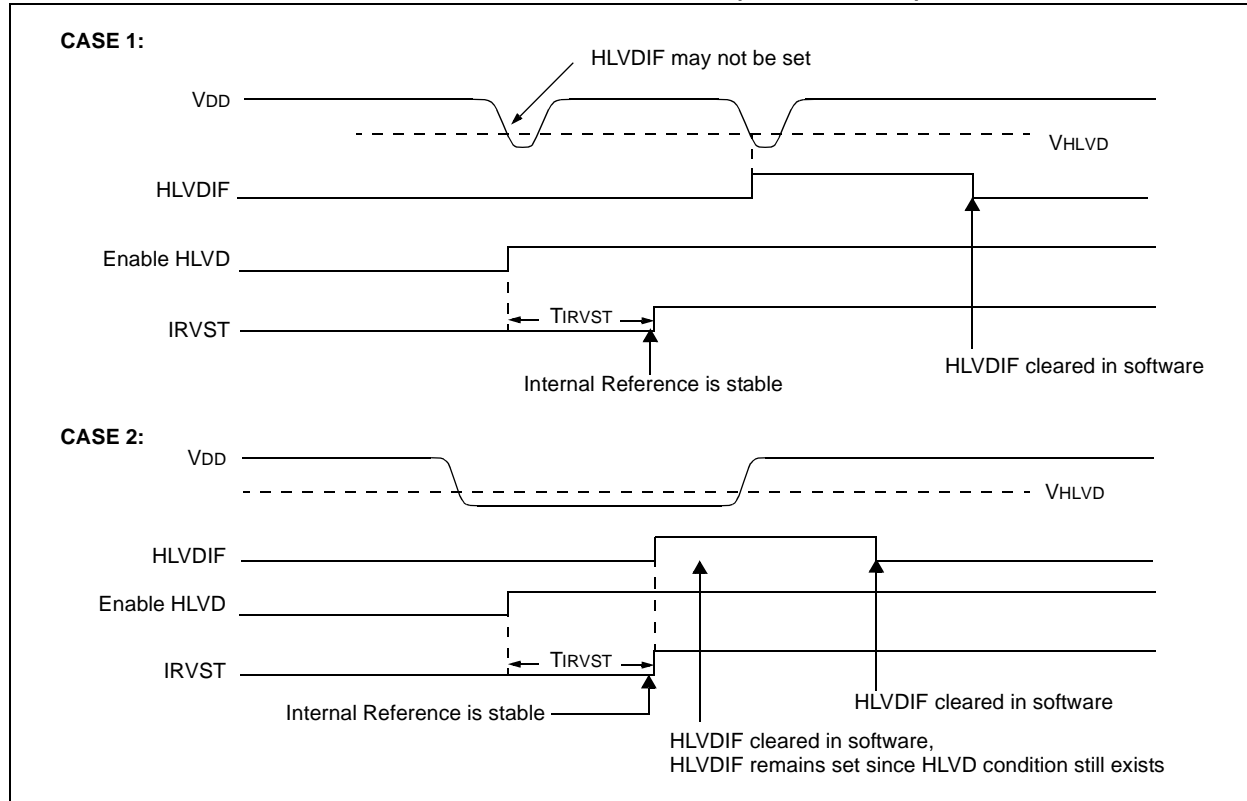 CASE 1:
HLVDIF may not be set
VDD
VHLVD
HLVDIF
Enable HLVD
TIRVST
IRVST
HLVDIF cleared in software
Internal Reference is stable
CASE 2:
VDD
VHLVD
HLVDIF
Enable HLVD
TIRVST
IRVST
HLVDIF cleared in software
Internal Reference is stable
HLVDIF cleared in software,
HLVDIF remains set since HLVD condition still exists